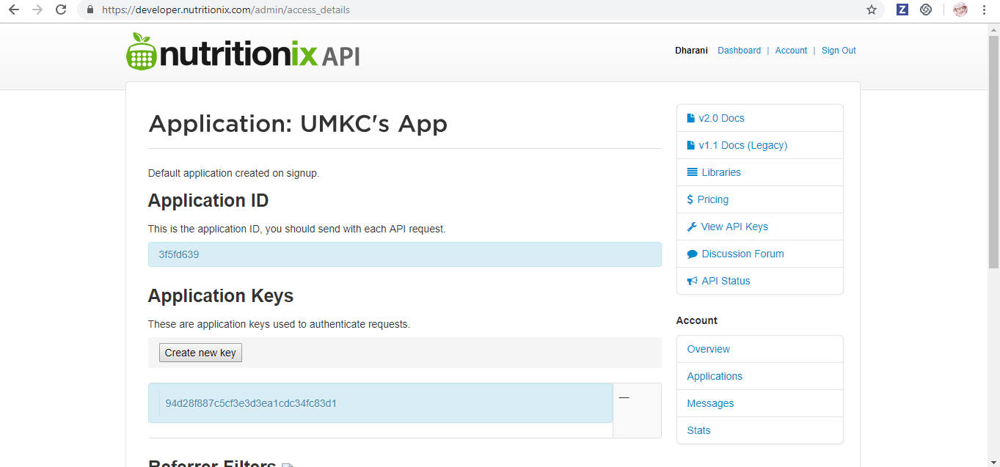 https://developer.nutritionix.com/admin/access_details
Z
nutritionix API
Dharani Dashboard | Account | Sign Out
Application: UMKC's App
Default application created on signup.
Application ID
This is the application ID, you should send with each API request.
3f5fd639
Application Keys
These are application keys used to authenticate requests.
Create new key
94d28f887c5cf3e3d3ea1cdc34fc83d1
—
Referrer Filters
v2.0 Docs
v1.1 Docs (Legacy)
Libraries
$ Pricing
View API Keys
Discussion Forum
API Status
Account
Overview
Applications
Messages
Stats